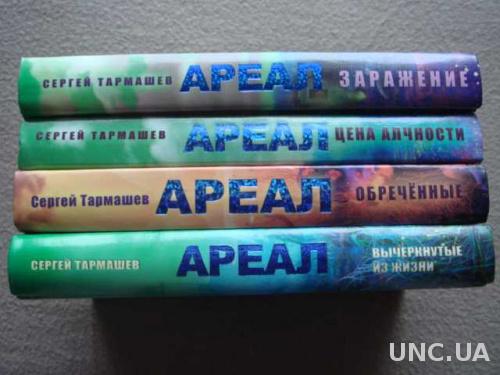 СЕРГЕЙ ТАРМАШЕВ АРЕАЛ ЗАРАЖЕНИЕ
СЕРГЕЙ ТАРМАШЕВ АРЕАЛ ЦЕНА АЛЧНОСТИ
Сергей Тармашев АРЕАЛ ОБРЕЧЁННЫЕ
СЕРГЕЙ ТАРМАШЕВ АРЕАЛ ВЫЧЕРКНУТЫЕ
ИЗ ЖИЗНИ
UNC.UA